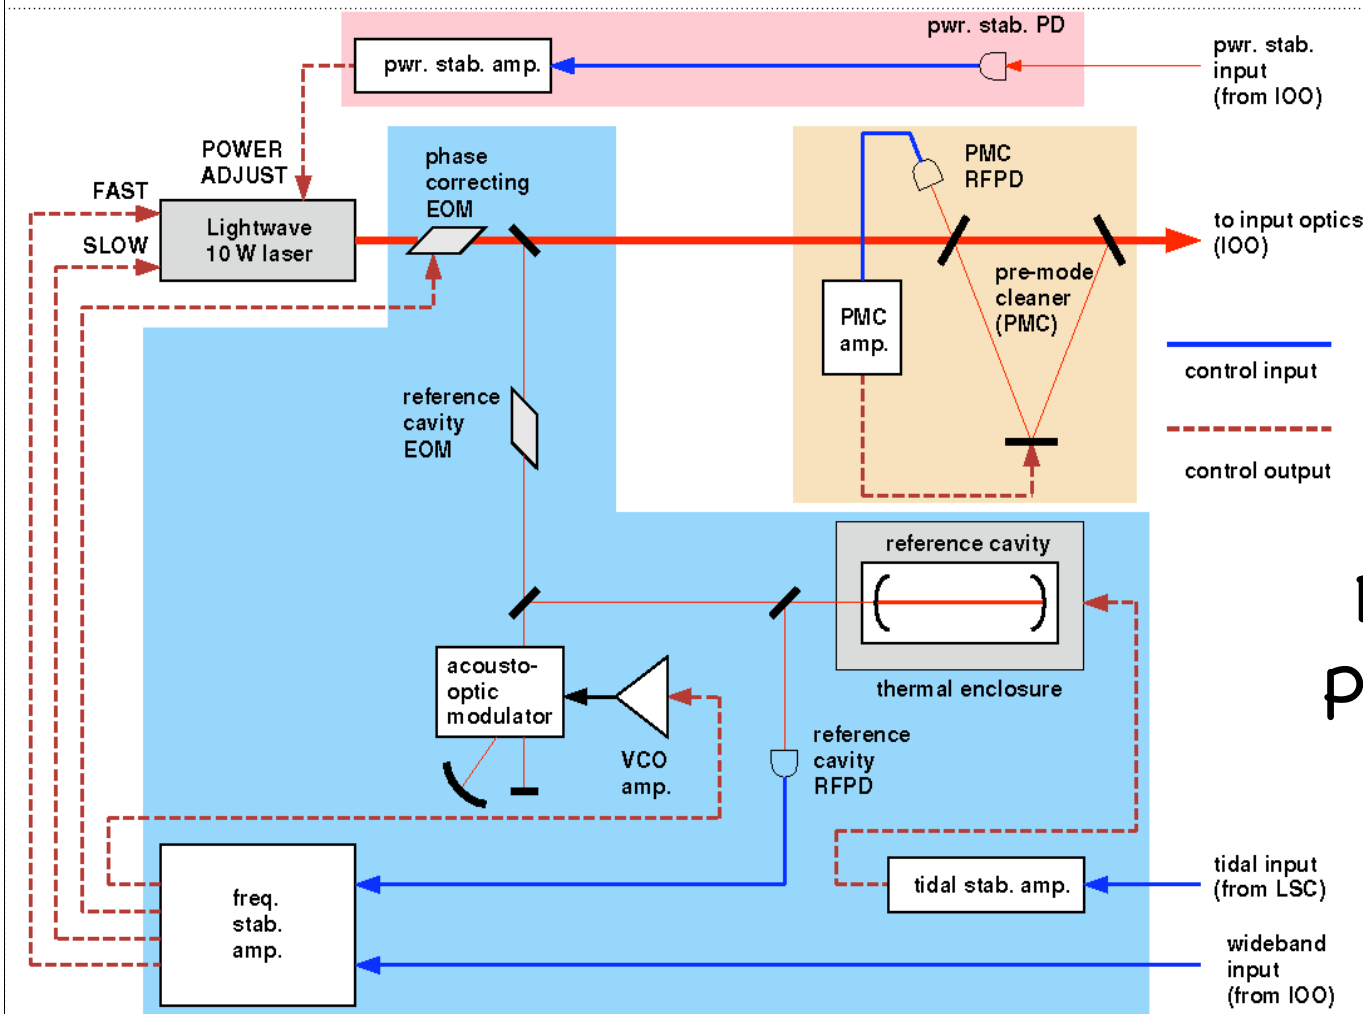 pwr. stab. PD
pwr. stab. amp.
pwr. stab.
input
(from IOO)
POWER
ADJUST
FAST
SLOW
Lightwave
10 W laser
phase
correcting
EOM
PMC
RFPD
to input optics
(IOO)
pre-mode
cleaner
(PMC)
PMC
amp.
control input
control output
reference
cavity
EOM
reference cavity
thermal enclosure
acousto-
optic
modulator
VCO
amp.
reference
cavity
RFPD
freq.
stab.
amp.
tidal stab. amp.
tidal input
(from LSC)
wideband
input
(from IOO)